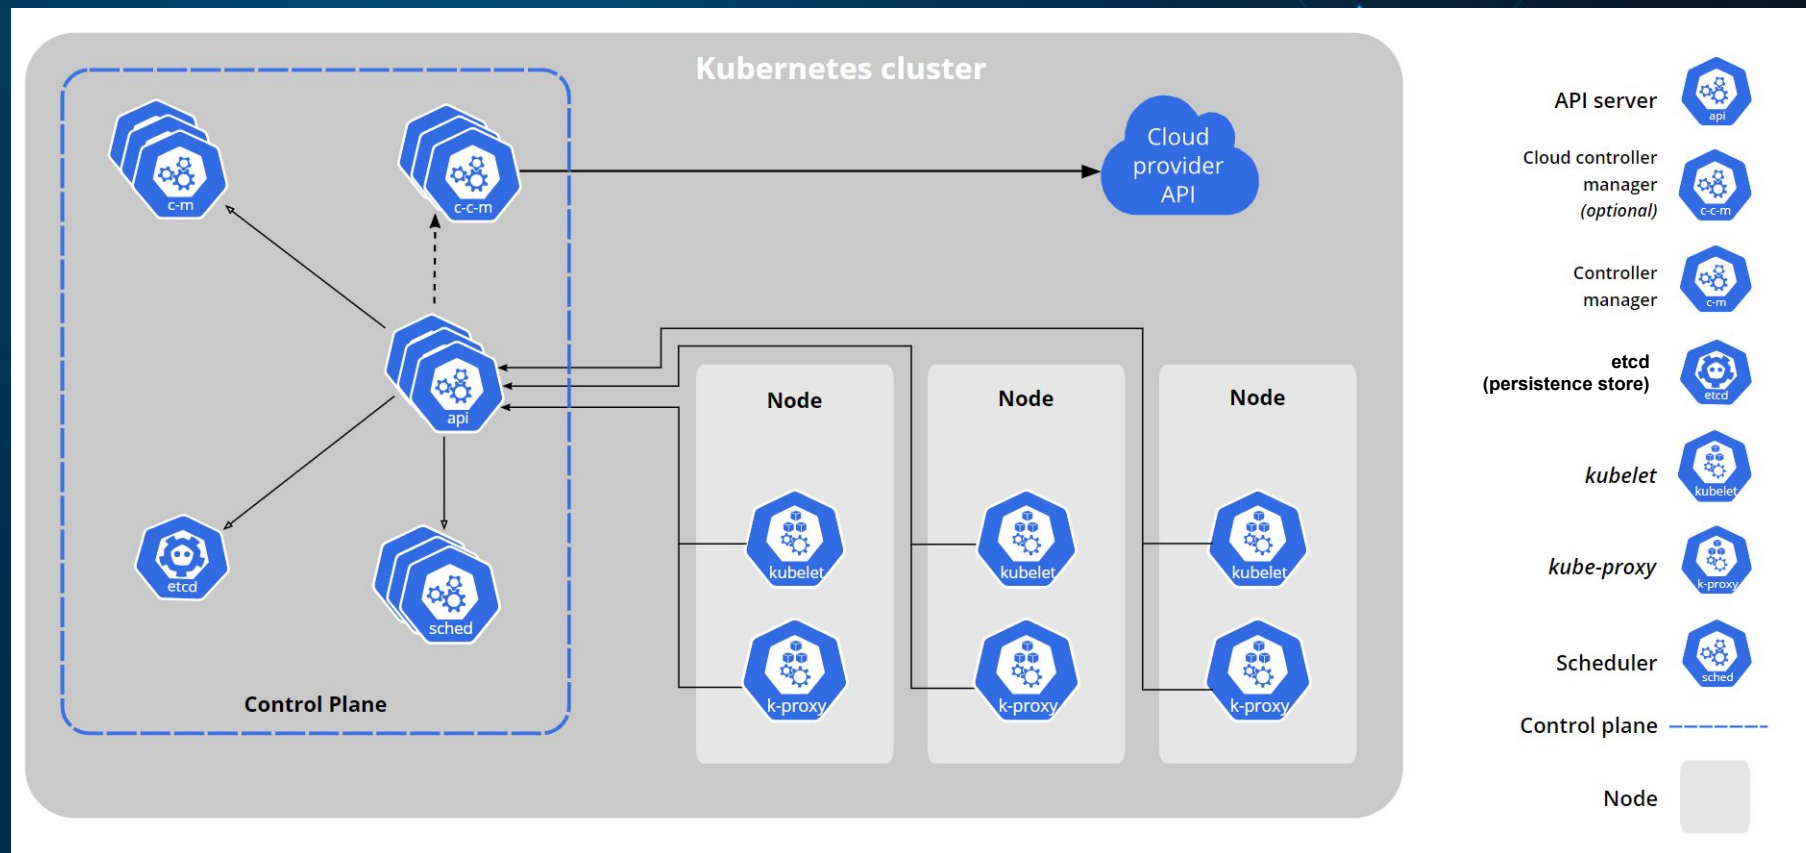 Kubernetes cluster
c-m
c-c-m
Cloud
provider
API
api
etcd
sched
Control Plane
Node
kubelet
k-proxy
Node
kubelet
k-proxy
Node
kubelet
k-proxy
API server
api
Cloud controller
manager
(optional)
c-c-m
Controller
manager
c-m
etcd
(persistence store)
etcd
kubelet
kubelet
kube-proxy
k-proxy
Scheduler
sched
Control plane
Node